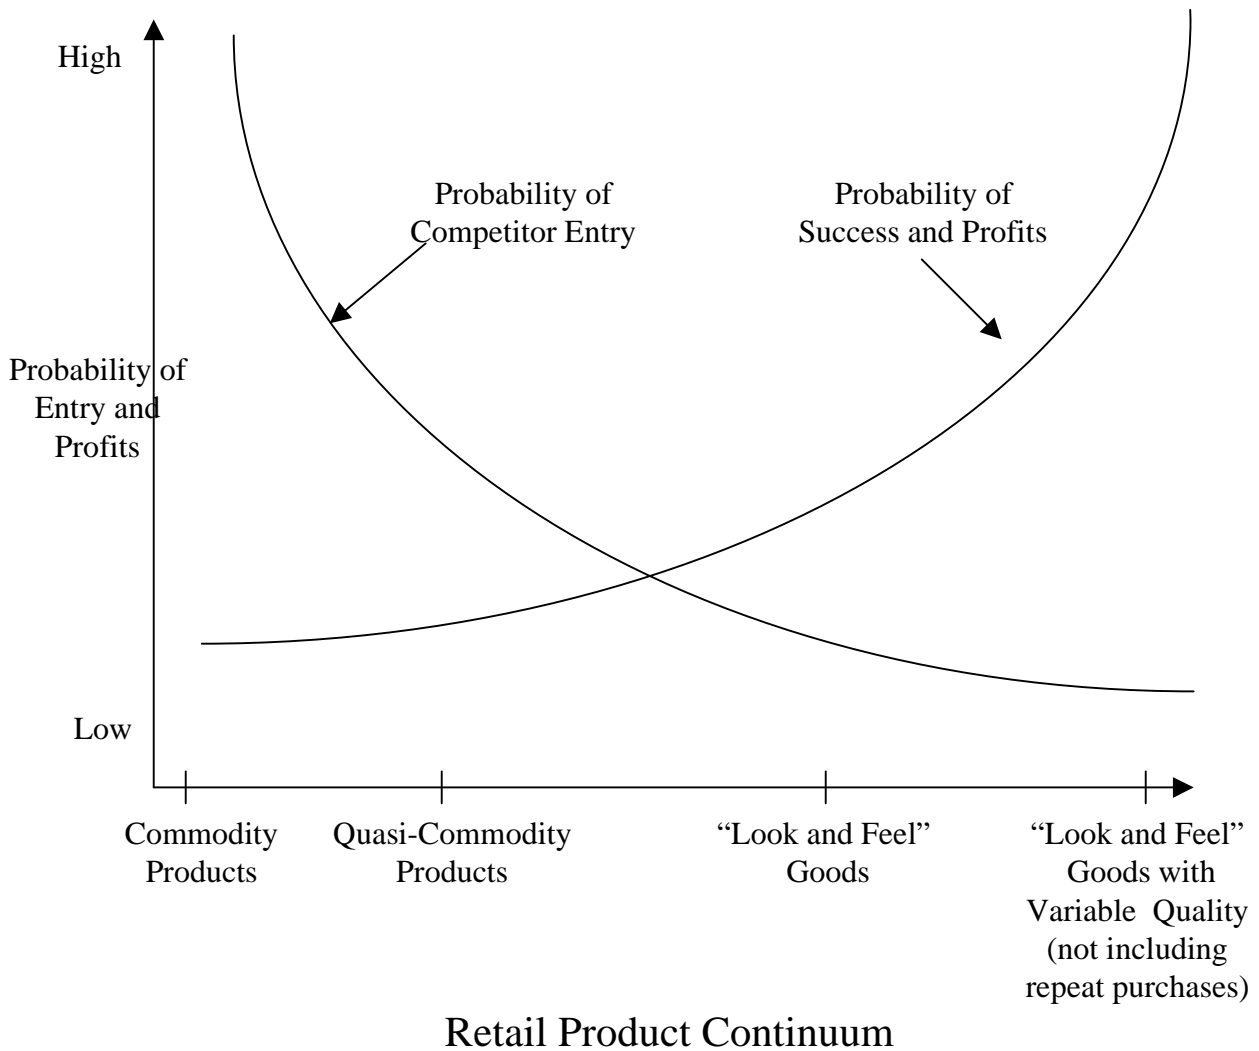 High
Probability of
Competitor Entry
Probability of
Success and Profits
Probability of
Entry and
Profits
Low
Commodity
Products
Quasi-Commodity
Products
“Look and Feel”
Goods
“Look and Feel”
Goods with
Variable Quality
(not including
repeat purchases)
Retail Product Continuum